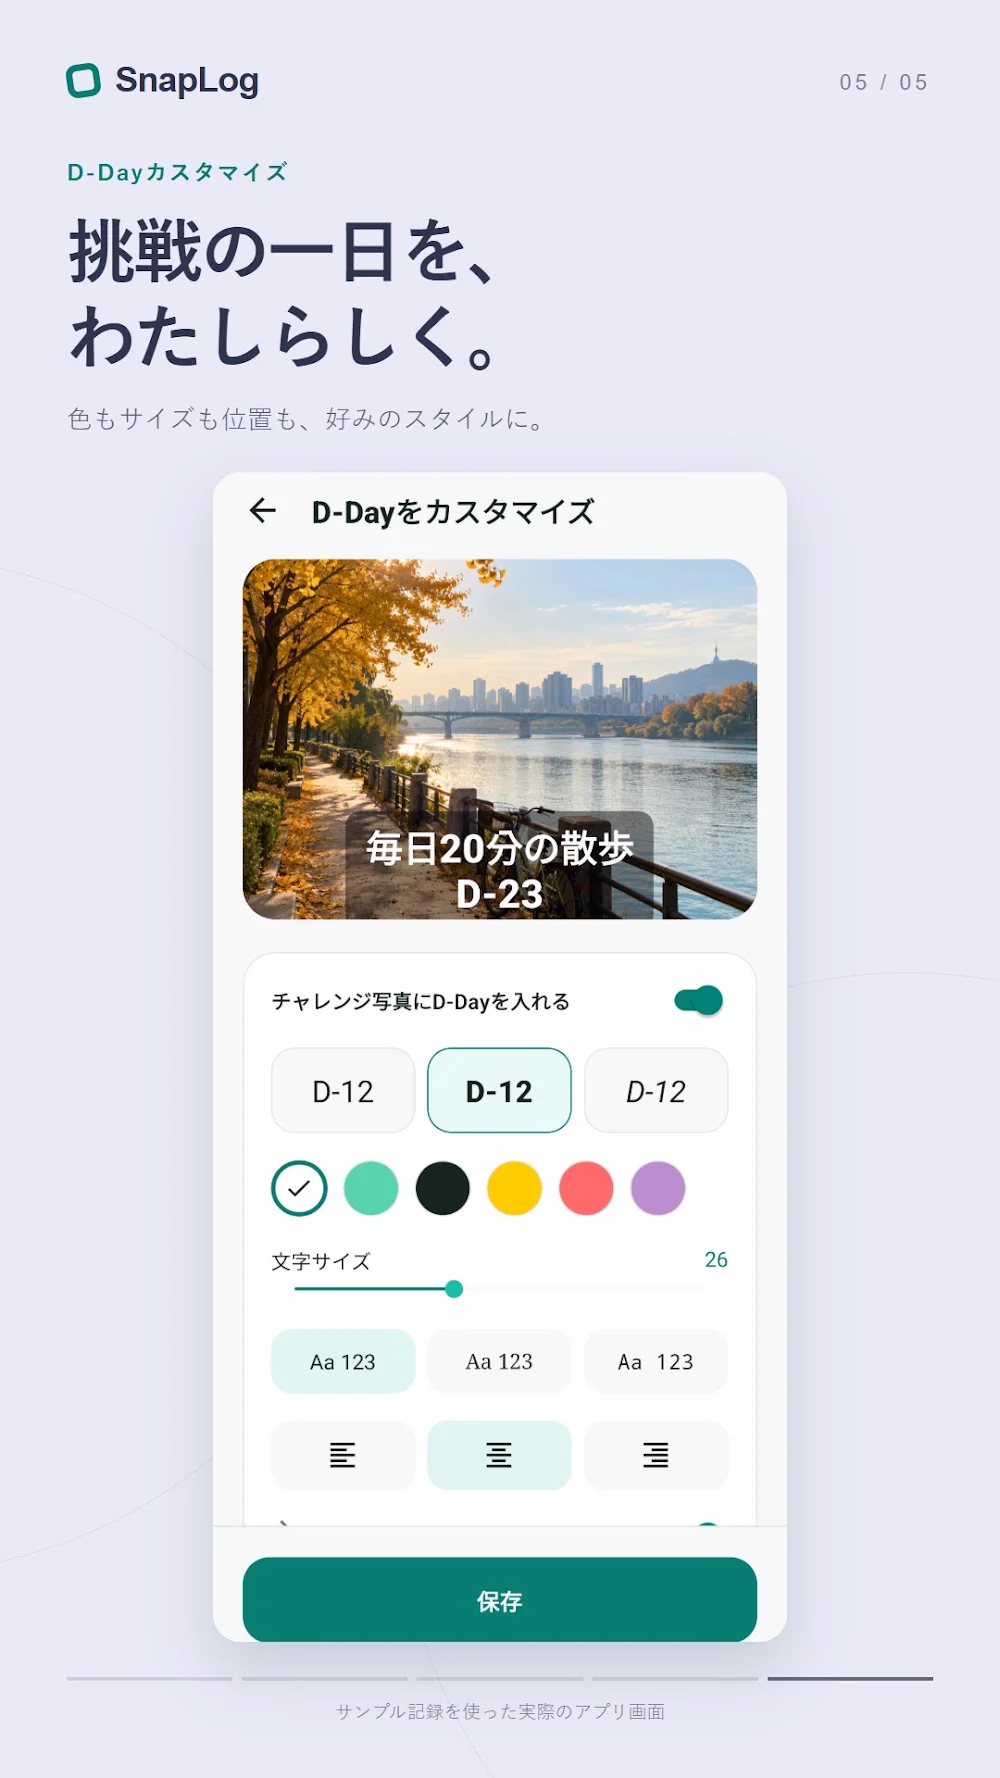 SnapLog
05 / 05
D-Dayカスタマイズ
挑戦の一日を、
わたしらしく。
色もサイズも位置も、好みのスタイルに。
D-Dayをカスタマイズ
毎日20分の散歩
D-23
チャレンジ写真にD-Dayを入れる
D-12 D-12 D-12
文字サイズ 26
Aa 123 Aa 123 Aa 123
保存
サンプル記録を使った実際のアプリ画面